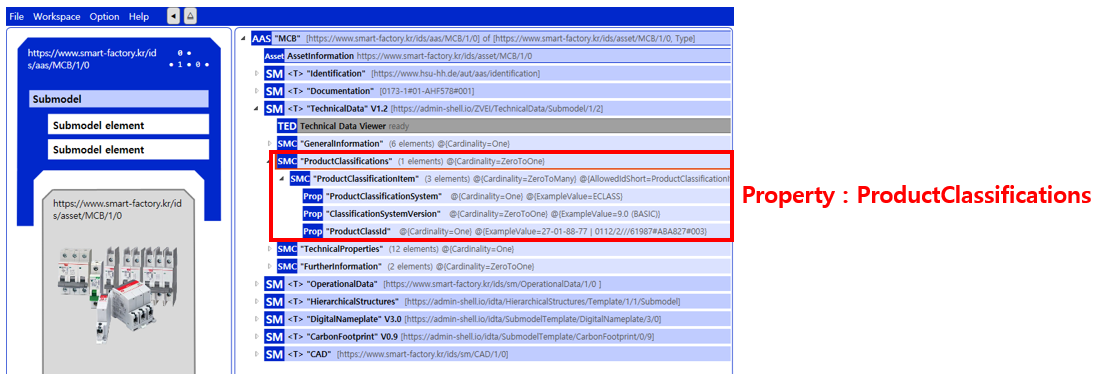 File Workspace Option Help
https://www.smart-factory.kr/id
s/aas/MCB/1/0
0
1 0
Submodel
Submodel element
Submodel element
https://www.smart-factory.kr/id
s/asset/MCB/1/0
AAS "MCB" [https://www.smart-factory.kr/ids/aas/MCB/1/0] of [https://www.smart-factory.kr/ids/asset/MCB/1/0, Type]
Asset AssetInformation https://www.smart-factory.kr/ids/asset/MCB/1/0
SM <T> "Identification" [https://www.hsu-hh.de/aut/aas/identification]
SM <T> "Documentation" [0173-1#01-AHF578#001]
SM <T> "TechnicalData" V1.2 [https://admin-shell.io/ZVEI/TechnicalData/Submodel/1/2]
TED Technical Data Viewer ready
SMC "GeneralInformation" (6 elements) @{Cardinality=One}
SMC "ProductClassifications" (1 elements) @{Cardinality=ZeroToOne}
SMC "ProductClassificationItem" (3 elements) @{Cardinality=ZeroToMany} @{AllowedIdShort=ProductClassificationI
Prop "ProductClassificationSystem" @{Cardinality=One} @{ExampleValue=ECLASS}
Prop "ClassificationSystemVersion" @{Cardinality=ZeroToOne} @{ExampleValue=9.0 (BASIC)}
Prop "ProductClassId" @{Cardinality=One} @{ExampleValue=27-01-88-77 | 0112/2///61987#ABA827#003}
SMC "TechnicalProperties" (12 elements) @{Cardinality=One}
SMC "FurtherInformation" (2 elements) @{Cardinality=ZeroToOne}
SM <T> "OperationalData" [https://www.smart-factory.kr/ids/sm/OperationalData/1/0 ]
SM <T> "HierarchicalStructures" [https://admin-shell.io/idta/HierarchicalStructures/Template/1/1/Submodel]
SM <T> "DigitalNameplate" V3.0 [https://admin-shell.io/idta/SubmodelTemplate/DigitalNameplate/3/0]
SM <T> "CarbonFootprint" V0.9 [https://admin-shell.io/idta/SubmodelTemplate/CarbonFootprint/0/9]
SM <T> "CAD" [https://www.smart-factory.kr/ids/sm/CAD/1/0]
Property : ProductClassifications